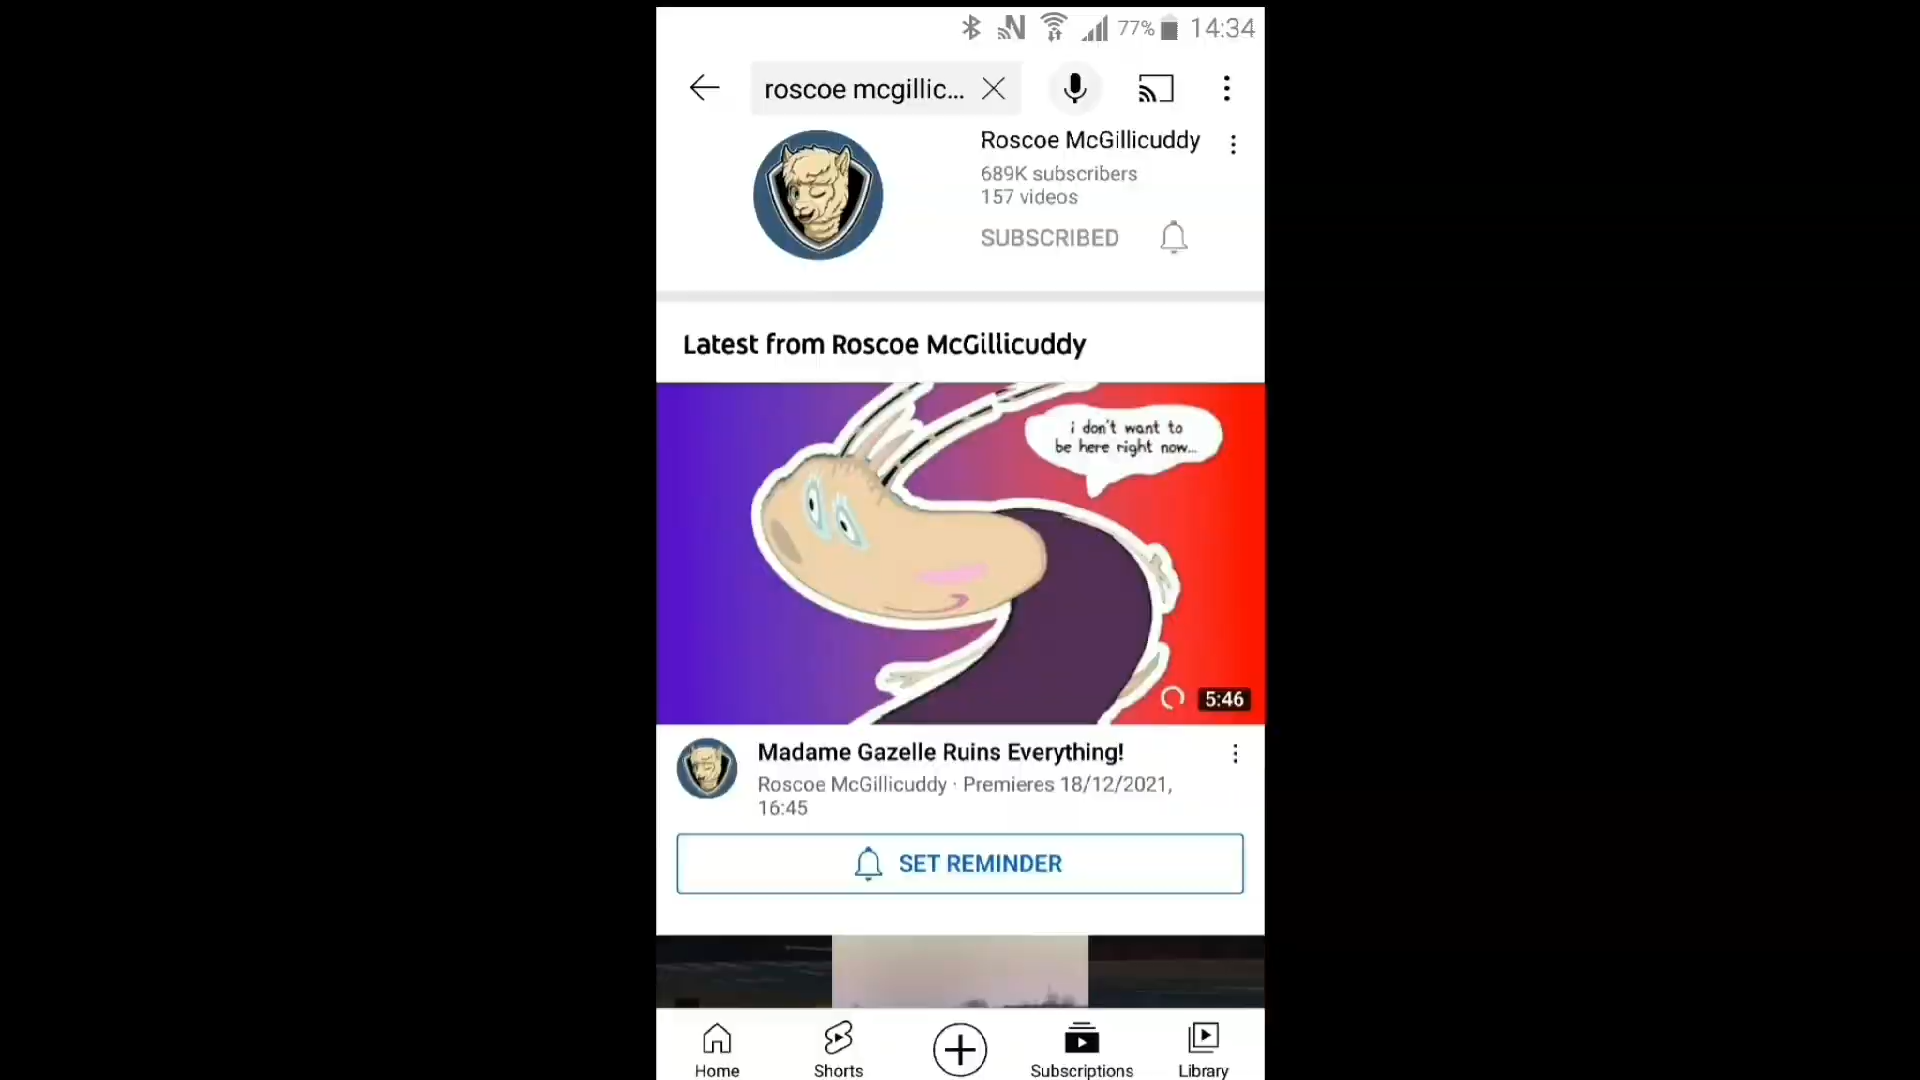 77% 14:34
roscoe mcgillic...
Roscoe McGillicuddy
689K subscribers
157 videos
SUBSCRIBED
Latest from Roscoe McGillicuddy
i don't want to
be here right now...
5:46
Madame Gazelle Ruins Everything!
Roscoe McGillicuddy · Premieres 18/12/2021,
16:45
SET REMINDER
Home Shorts Subscriptions Library